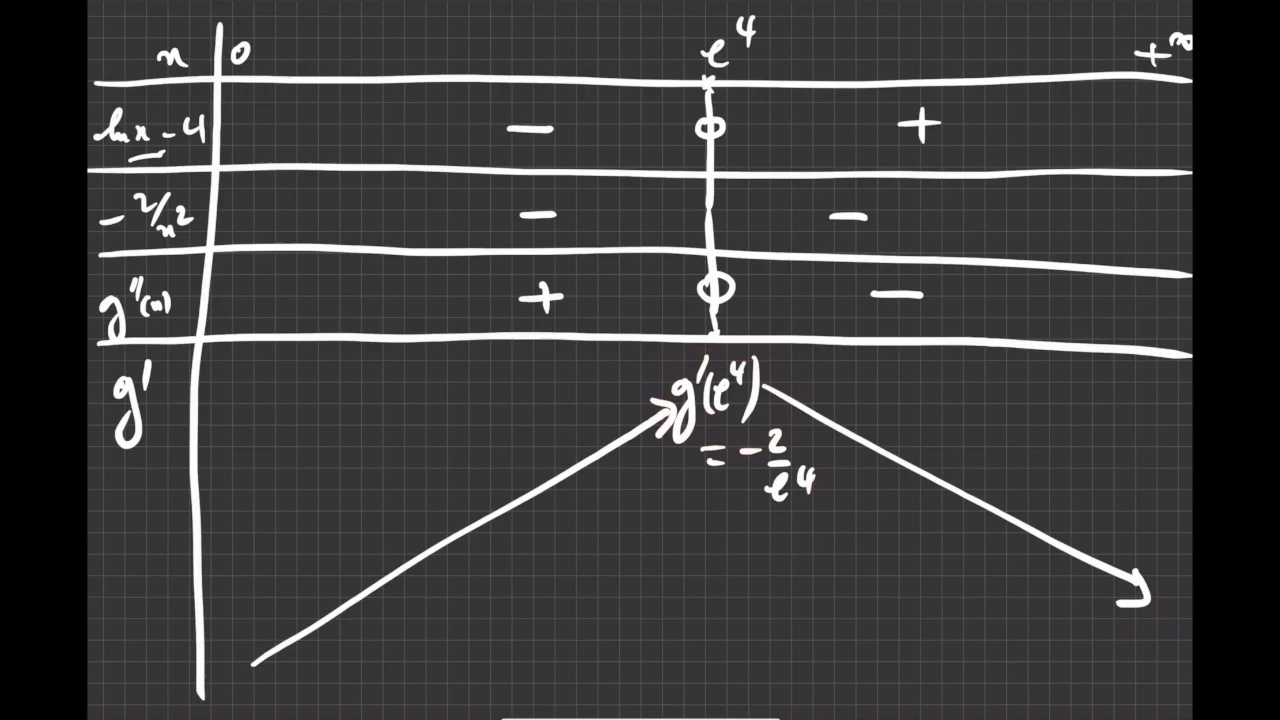 x 0 e⁴ +∞
ln x - 4 - 0 +
- 2/x² - -
g''(x) + 0 -
g' g'(e⁴)
= - 2/e⁴